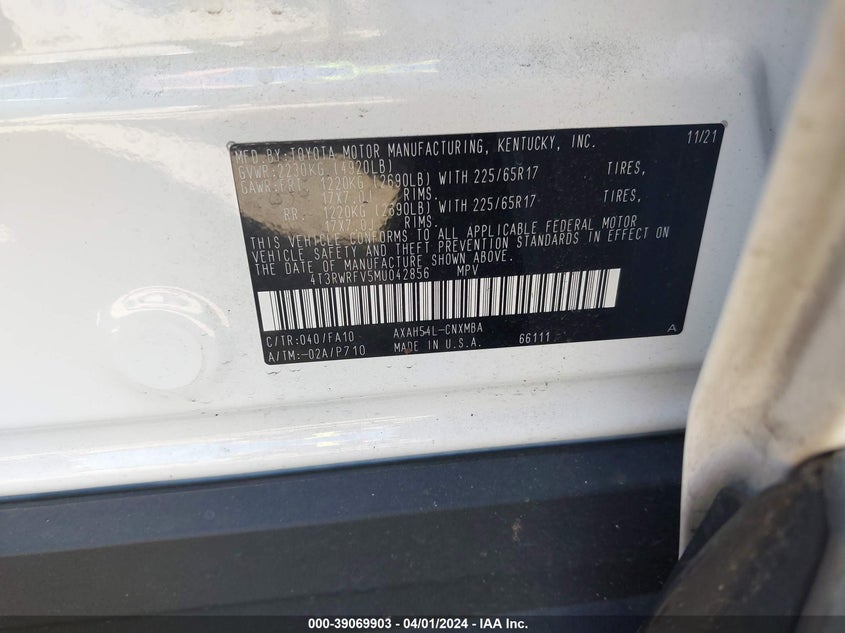 MFD.BY:TOYOTA MOTOR MANUFACTURING, KENTUCKY, INC. 11/21
GVWR:2230KG (4920LB)
GAWR:FRT 1220KG (2690LB) WITH 225/65R17 TIRES,
17X7.0J RIMS
RR 1220KG (2690LB) WITH 225/65R17 TIRES,
17X7.0J RIMS
THIS VEHICLE CONFORMS TO ALL APPLICABLE FEDERAL MOTOR
VEHICLE SAFETY AND THEFT PREVENTION STANDARDS IN EFFECT ON
THE DATE OF MANUFACTURE SHOWN ABOVE.
4T3RWRFV5MU042856 MPV
C/TR:040/FA10 AXAH54L-CNXMBA
A/TM:-02A/P710 MADE IN U.S.A. 66111 A
000-39069903 - 04/01/2024 - IAA Inc.